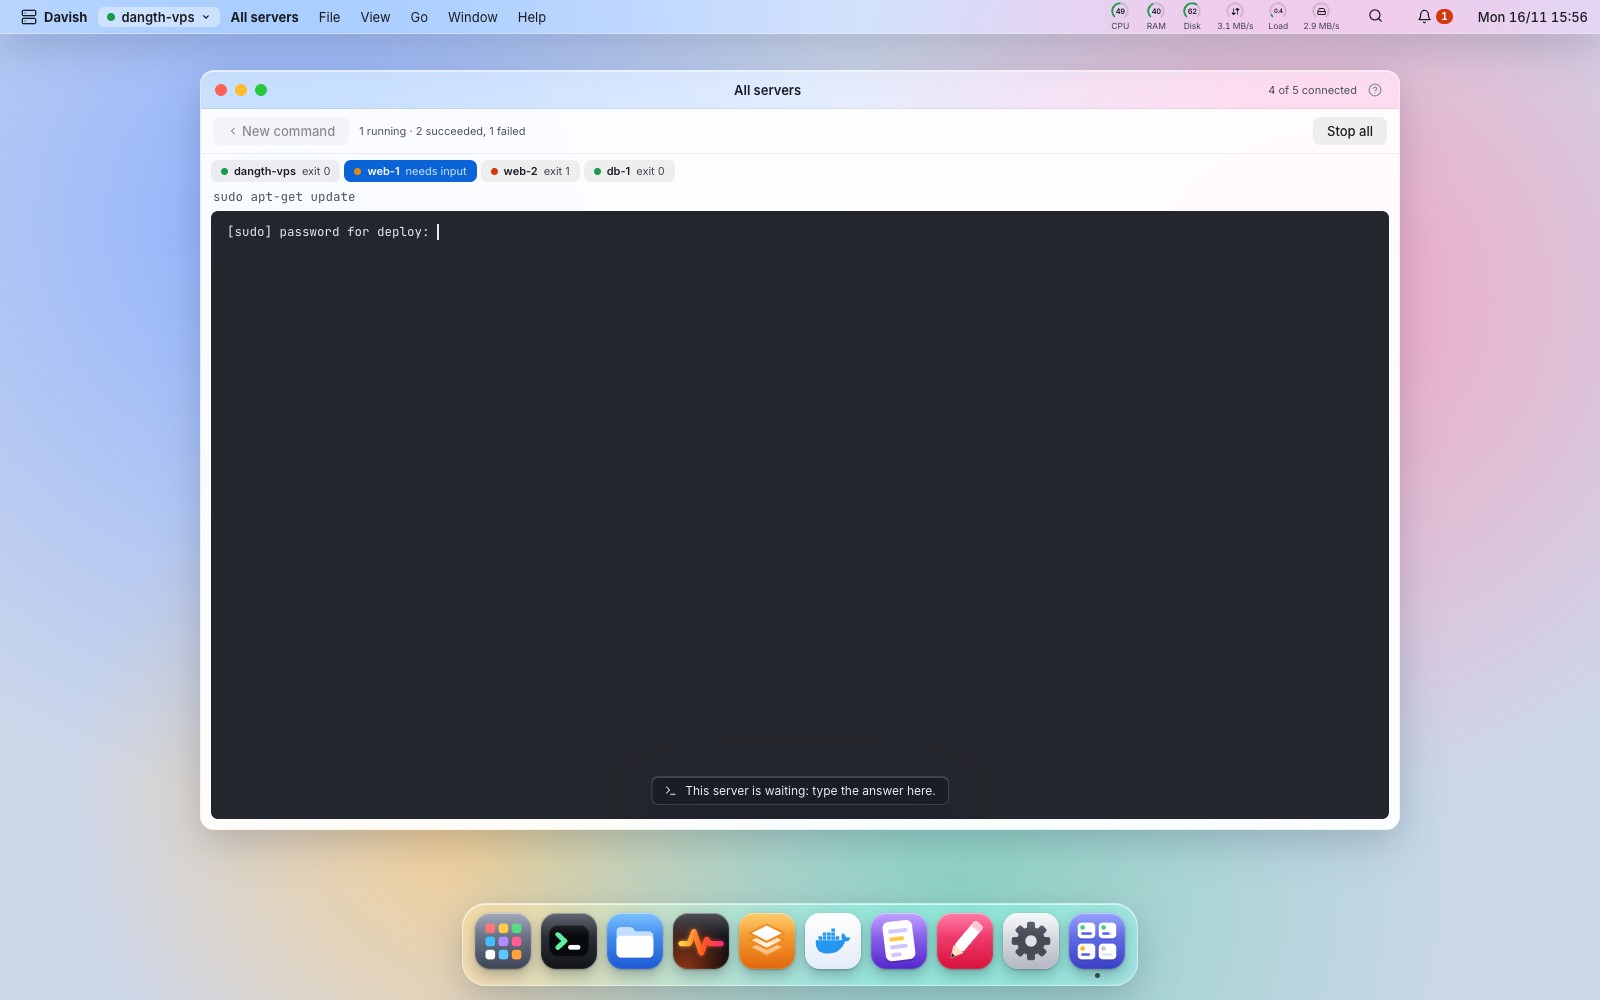 Davish dangth-vps All servers File View Go Window Help 49 CPU 40 RAM 62 Disk 3.1 MB/s 0.4 Load 2.9 MB/s 1 Mon 16/11 15:56
All servers 4 of 5 connected ?
New command 1 running · 2 succeeded, 1 failed Stop all
dangth-vps exit 0 web-1 needs input web-2 exit 1 db-1 exit 0
sudo apt-get update
[sudo] password for deploy:
This server is waiting: type the answer here.